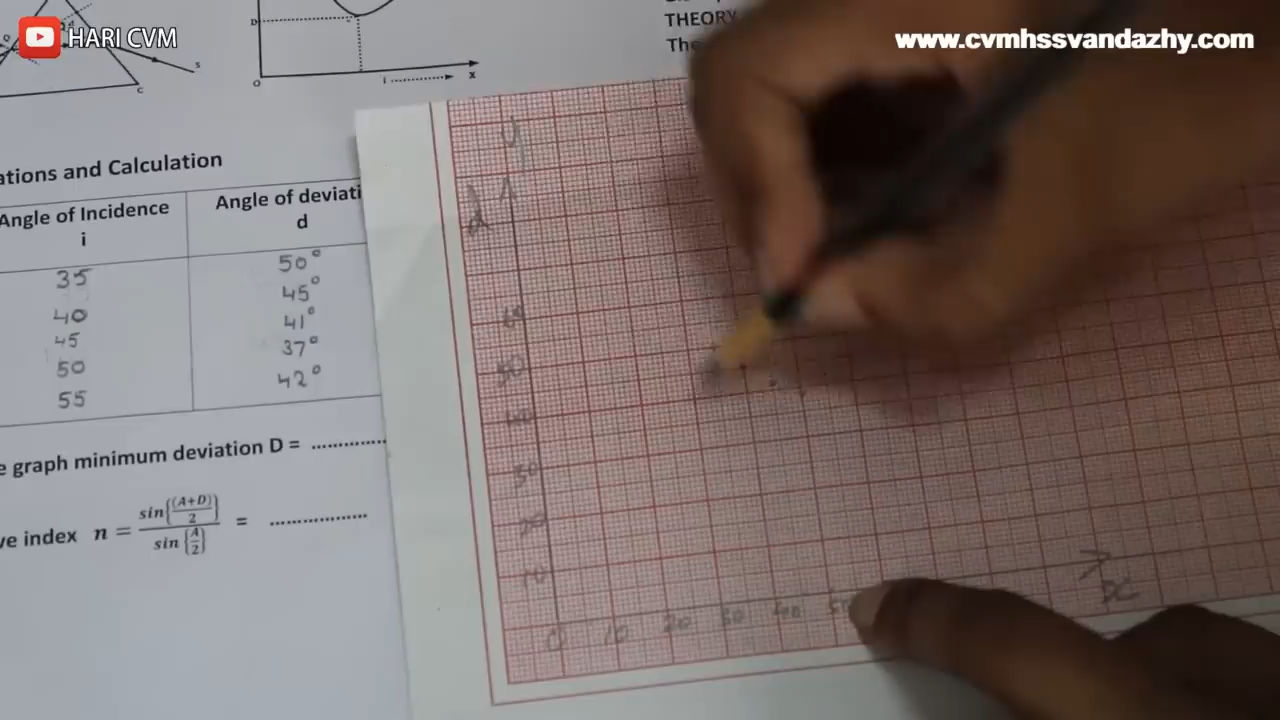 HARI CVM
www.cvmhssvandazhy.com
THEORY
The
D
Q
d
S
C
O
i
X
ations and Calculation
Angle of Incidence
i
Angle of deviati
d
35 50°
40 45°
45 41°
50 37°
55 42°
e graph minimum deviation D = ..............
ve index n = sin{(A+D)/2} / sin{A/2} = ..................
y
d
60
50
40
30
20
10
0 10 20 30 40 50
x